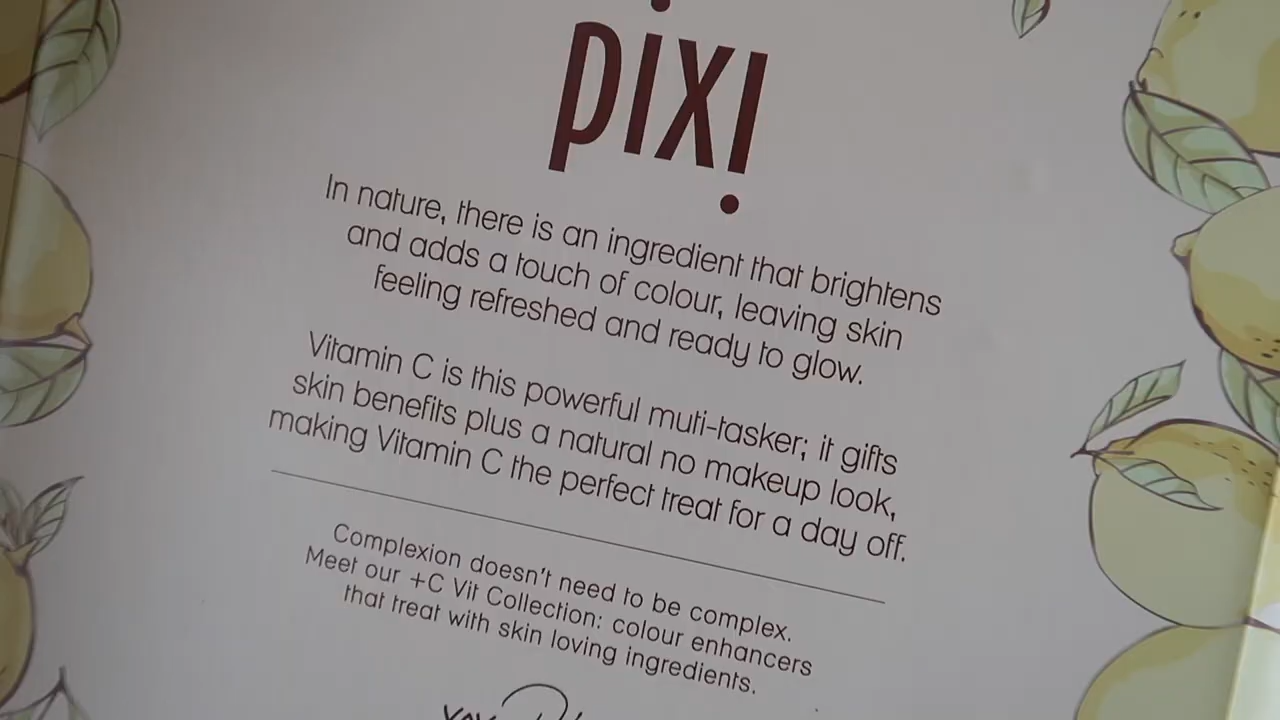 pixi
In nature, there is an ingredient that brightens
and adds a touch of colour, leaving skin
feeling refreshed and ready to glow.
Vitamin C is this powerful muti-tasker; it gifts
skin benefits plus a natural no makeup look,
making Vitamin C the perfect treat for a day off.
Complexion doesn't need to be complex.
Meet our +C Vit Collection: colour enhancers
that treat with skin loving ingredients.